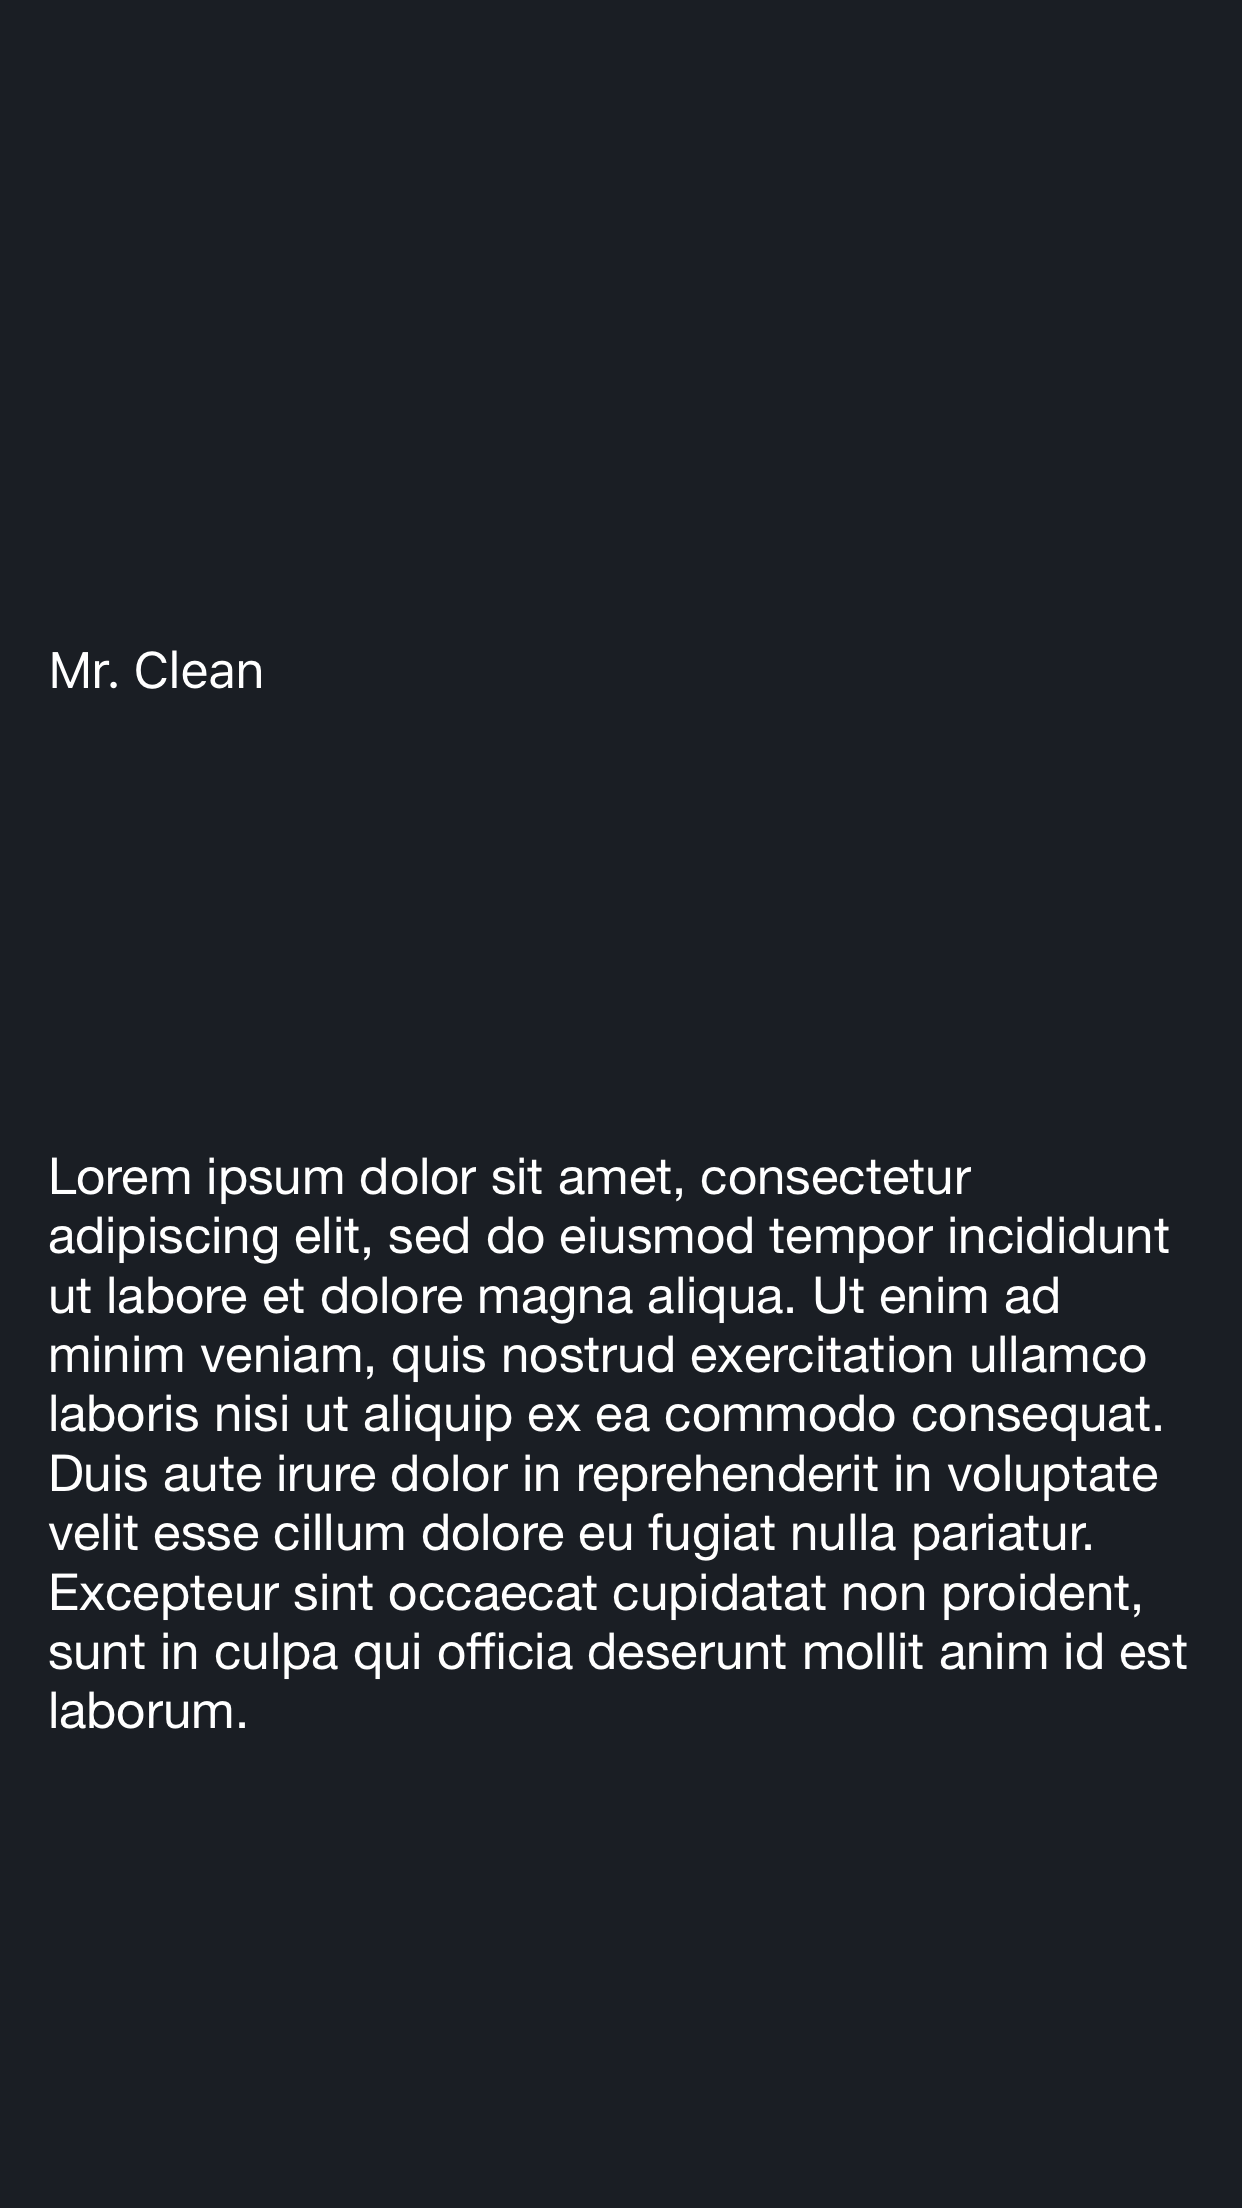 Mr. Clean
Lorem ipsum dolor sit amet, consectetur
adipiscing elit, sed do eiusmod tempor incididunt
ut labore et dolore magna aliqua. Ut enim ad
minim veniam, quis nostrud exercitation ullamco
laboris nisi ut aliquip ex ea commodo consequat.
Duis aute irure dolor in reprehenderit in voluptate
velit esse cillum dolore eu fugiat nulla pariatur.
Excepteur sint occaecat cupidatat non proident,
sunt in culpa qui officia deserunt mollit anim id est
laborum.